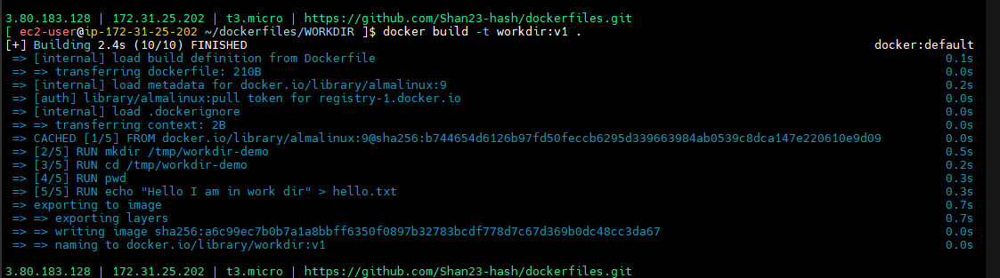 3.80.183.128 | 172.31.25.202 | t3.micro | https://github.com/Shan23-hash/dockerfiles.git
[ ec2-user@ip-172-31-25-202 ~/dockerfiles/WORKDIR ]$ docker build -t workdir:v1 .
[+] Building 2.4s (10/10) FINISHED docker:default
=> [internal] load build definition from Dockerfile 0.1s
=> => transferring dockerfile: 210B 0.0s
=> [internal] load metadata for docker.io/library/almalinux:9 0.2s
=> [auth] library/almalinux:pull token for registry-1.docker.io 0.0s
=> [internal] load .dockerignore 0.0s
=> => transferring context: 2B 0.0s
=> CACHED [1/5] FROM docker.io/library/almalinux:9@sha256:b744654d6126b97fd50feccb6295d339663984ab0539c8dca147e220610e9d09 0.0s
=> [2/5] RUN mkdir /tmp/workdir-demo 0.5s
=> [3/5] RUN cd /tmp/workdir-demo 0.2s
=> [4/5] RUN pwd 0.3s
=> [5/5] RUN echo "Hello I am in work dir" > hello.txt 0.3s
=> exporting to image 0.7s
=> => exporting layers 0.7s
=> => writing image sha256:a6c99ec7b0b7a1a8bbff6350f0897b32783bcdf778d7c67d369b0dc48cc3da67 0.0s
=> => naming to docker.io/library/workdir:v1 0.0s
3.80.183.128 | 172.31.25.202 | t3.micro | https://github.com/Shan23-hash/dockerfiles.git